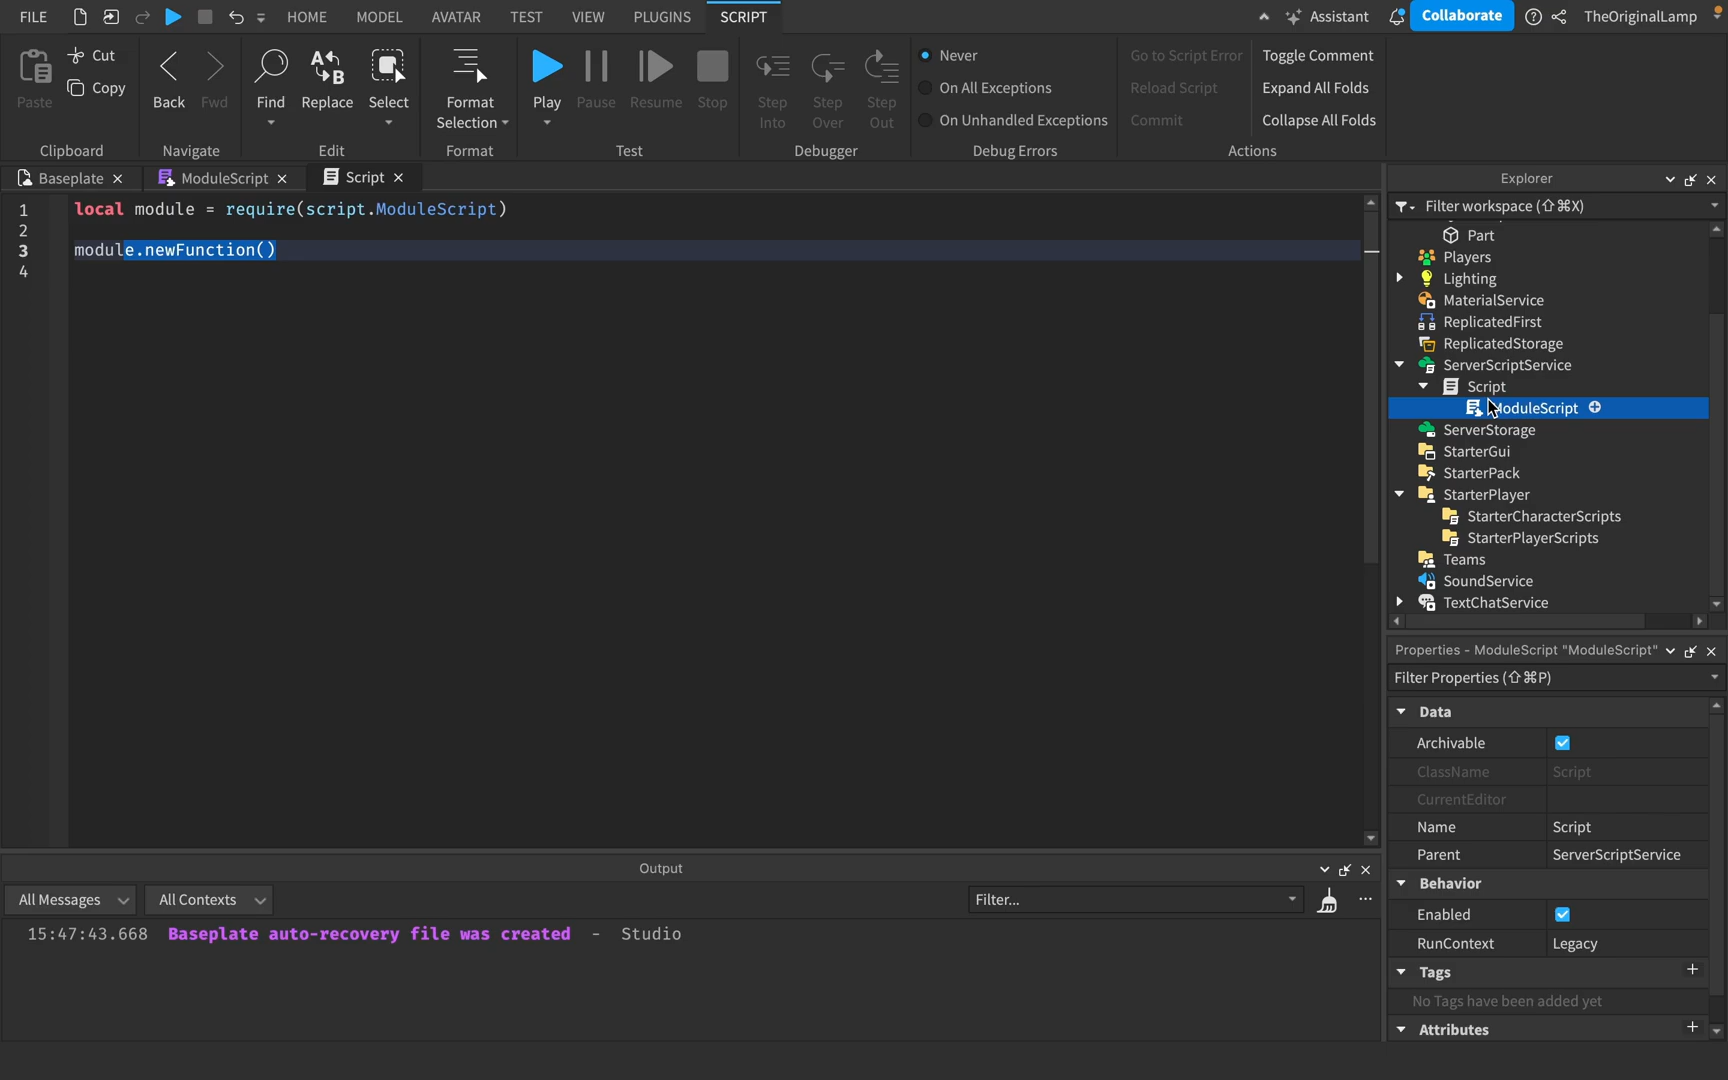 FILE HOME MODEL AVATAR TEST VIEW PLUGINS SCRIPT Assistant Collaborate TheOriginalLamp
Paste Cut Copy
Clipboard
Back Fwd
Navigate
Find Replace Select
Edit
Format Selection
Format
Play Pause Resume Stop
Test
Step Into Step Over Step Out
Debugger
Never
On All Exceptions
On Unhandled Exceptions
Debug Errors
Go to Script Error
Reload Script
Commit
Toggle Comment
Expand All Folds
Collapse All Folds
Actions
Baseplate ModuleScript Script
1 local module = require(script.ModuleScript)
2
3 module.newFunction()
4
Explorer
Filter workspace (⇧⌘X)
Part
Players
Lighting
MaterialService
ReplicatedFirst
ReplicatedStorage
ServerScriptService
Script
ModuleScript
ServerStorage
StarterGui
StarterPack
StarterPlayer
StarterCharacterScripts
StarterPlayerScripts
Teams
SoundService
TextChatService
Properties - ModuleScript "ModuleScript"
Filter Properties (⇧⌘P)
Data
Archivable
ClassName Script
CurrentEditor
Name Script
Parent ServerScriptService
Behavior
Enabled
RunContext Legacy
Tags
No Tags have been added yet
Attributes
Output
All Messages All Contexts Filter...
15:47:43.668 Baseplate auto-recovery file was created - Studio